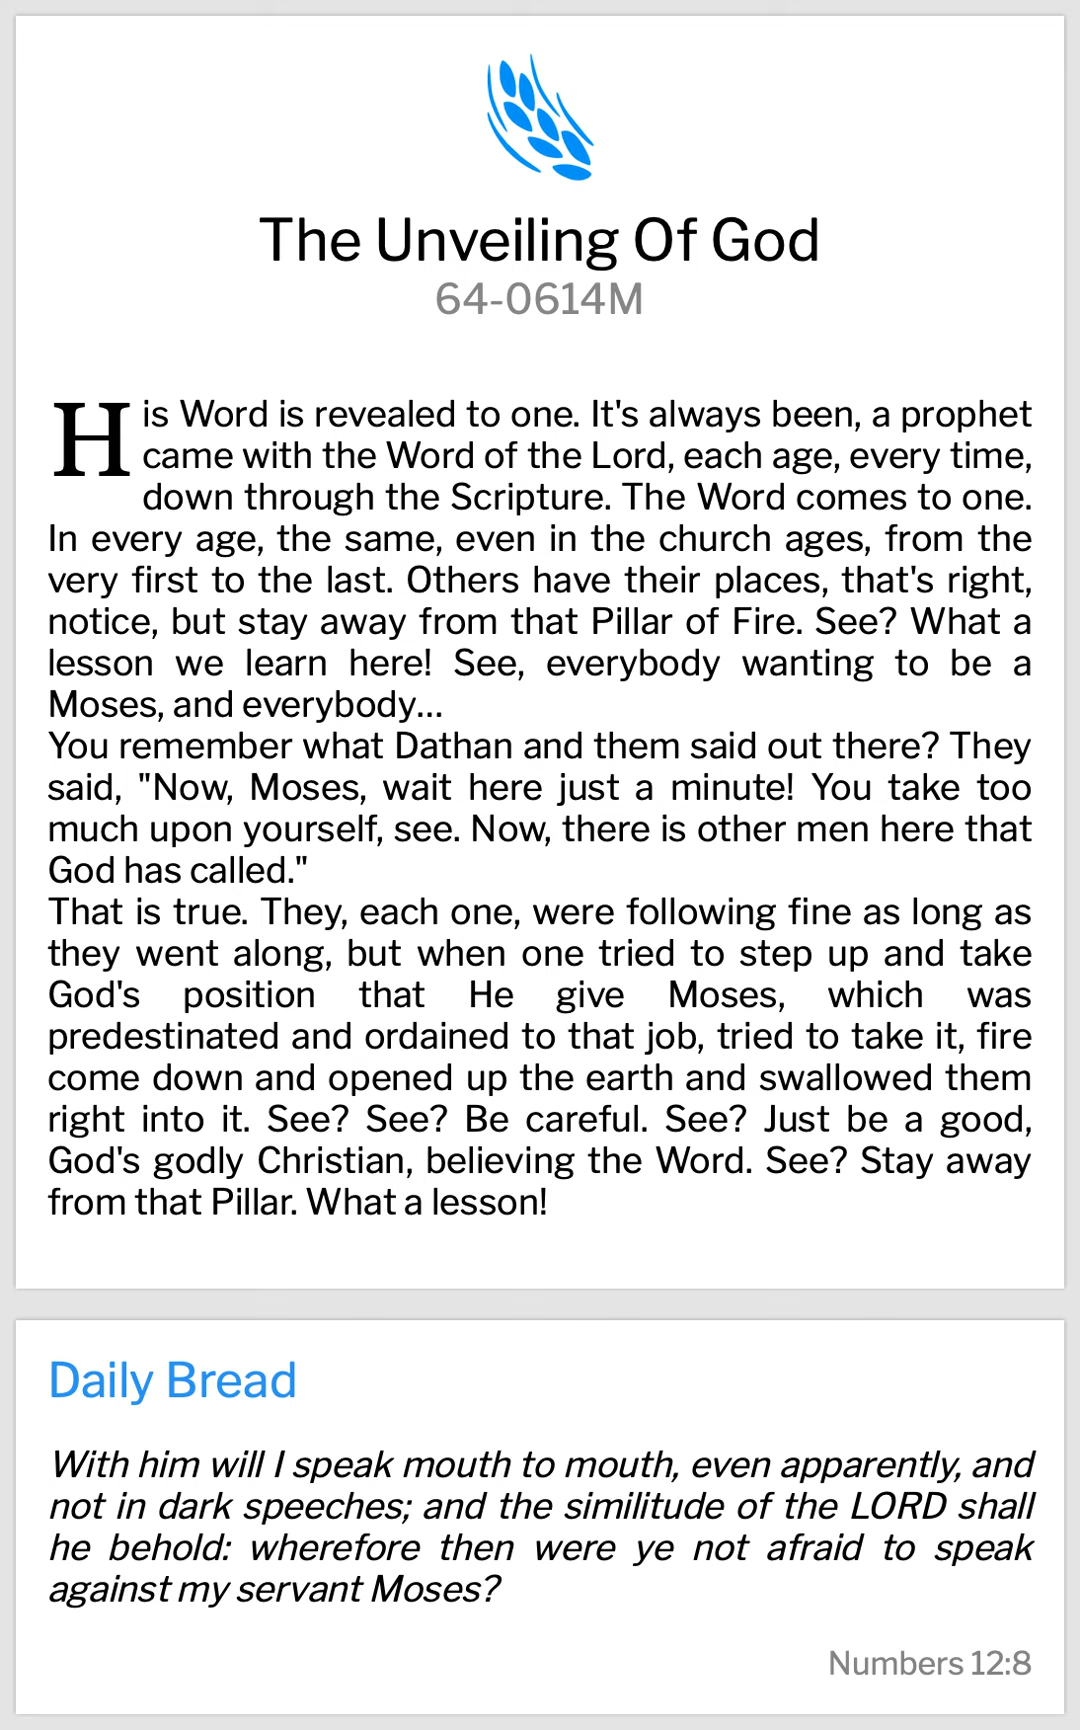 The Unveiling Of God
64-0614M
His Word is revealed to one. It's always been, a prophet
came with the Word of the Lord, each age, every time,
down through the Scripture. The Word comes to one.
In every age, the same, even in the church ages, from the
very first to the last. Others have their places, that's right,
notice, but stay away from that Pillar of Fire. See? What a
lesson we learn here! See, everybody wanting to be a
Moses, and everybody...
You remember what Dathan and them said out there? They
said, "Now, Moses, wait here just a minute! You take too
much upon yourself, see. Now, there is other men here that
God has called."
That is true. They, each one, were following fine as long as
they went along, but when one tried to step up and take
God's position that He give Moses, which was
predestinated and ordained to that job, tried to take it, fire
come down and opened up the earth and swallowed them
right into it. See? See? Be careful. See? Just be a good,
God's godly Christian, believing the Word. See? Stay away
from that Pillar. What a lesson!
Daily Bread
With him will I speak mouth to mouth, even apparently, and
not in dark speeches; and the similitude of the LORD shall
he behold: wherefore then were ye not afraid to speak
against my servant Moses?
Numbers 12:8